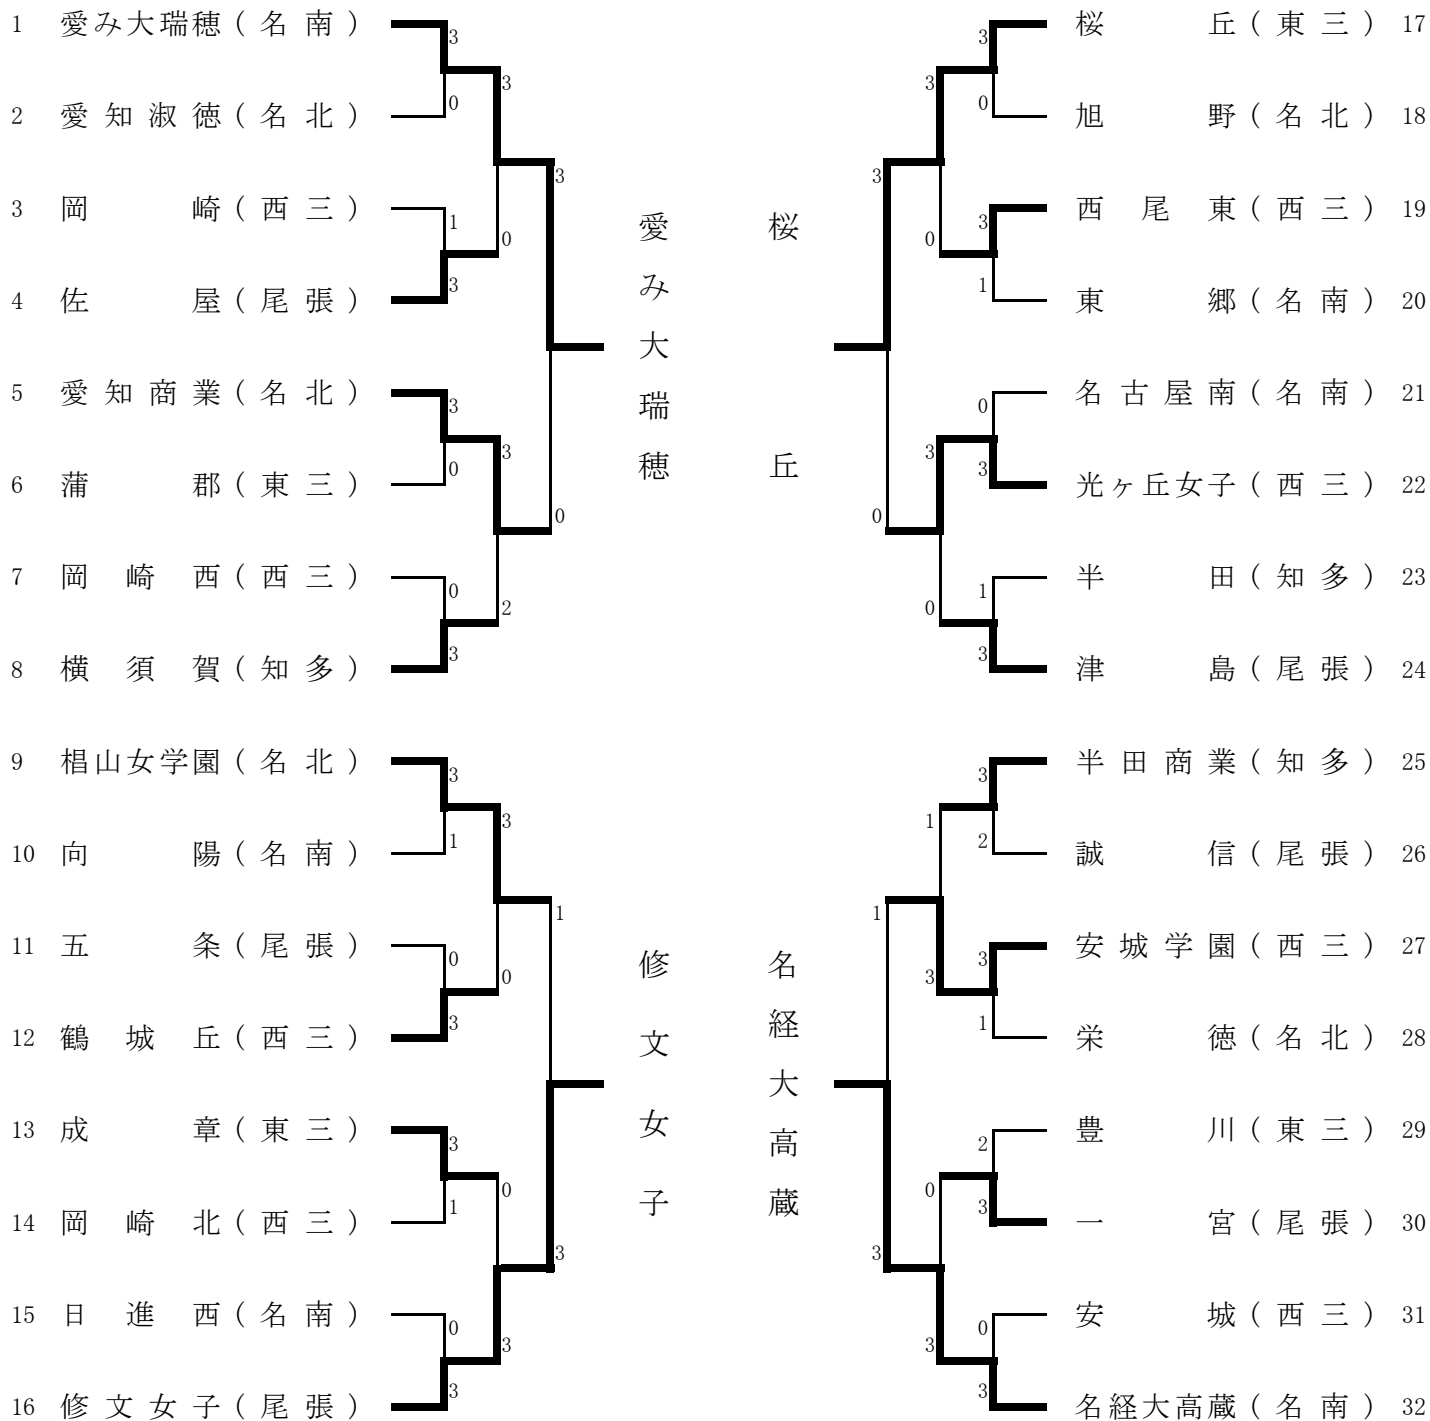 1 愛み大瑞穂(名南)
3
0
3
2 愛知淑徳(名北)
3 岡崎(西三)
1
3
0
4 佐屋(尾張)
3
5 愛知商業(名北)
3
0
3
6 蒲郡(東三)
0
7 岡崎西(西三)
0
3
2
8 横須賀(知多)
愛み大瑞穂
9 椙山女学園(名北)
3
1
3
10 向陽(名南)
1
11 五条(尾張)
0
3
0
12 鶴城丘(西三)
13 成章(東三)
3
1
0
14 岡崎北(西三)
3
15 日進西(名南)
0
3
3
16 修文女子(尾張)
修文女子
桜丘(東三) 17
3
0
3
旭野(名北) 18
3
西尾東(西三) 19
3
1
0
東郷(名南) 20
名古屋南(名南) 21
0
3
3
光ヶ丘女子(西三) 22
0
半田(知多) 23
1
3
0
津島(尾張) 24
桜丘
半田商業(知多) 25
3
2
1
誠信(尾張) 26
1
安城学園(西三) 27
3
1
3
栄徳(名北) 28
豊川(東三) 29
2
3
0
一宮(尾張) 30
3
安城(西三) 31
0
3
3
名経大高蔵(名南) 32
名経大高蔵